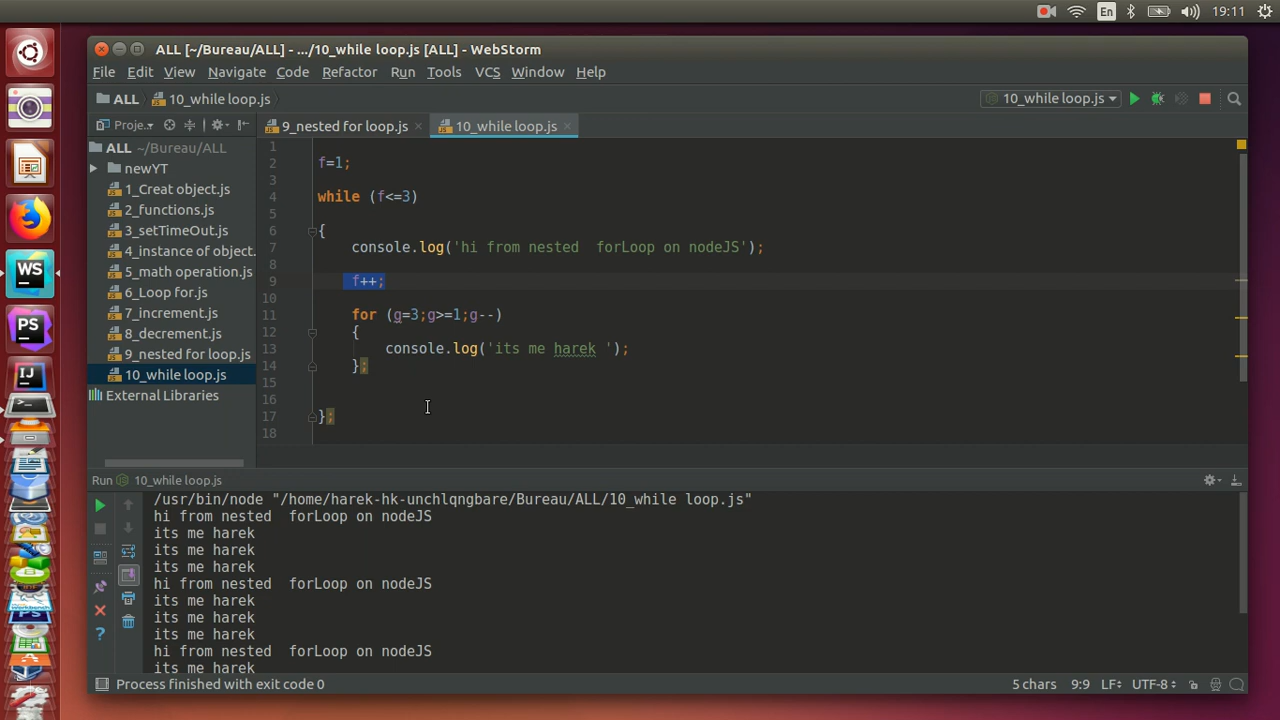 En 19:11
ALL [~/Bureau/ALL] - .../10_while loop.js [ALL] - WebStorm
File Edit View Navigate Code Refactor Run Tools VCS Window Help
ALL 10_while loop.js 10_while loop.js
Proje.. 9_nested for loop.js 10_while loop.js
ALL ~/Bureau/ALL
newYT
1_Creat object.js
2_functions.js
3_setTimeOut.js
4_instance of object.
5_math operation.js
6_Loop for.js
7_increment.js
8_decrement.js
9_nested for loop.js
10_while loop.js
External Libraries
1
2 f=1;
3
4 while (f<=3)
5
6 {
7 console.log('hi from nested  forLoop on nodeJS');
8
9 f++;
10
11 for (g=3;g>=1;g--)
12 {
13 console.log('its me harek ');
14 };
15
16
17 };
18
Run 10_while loop.js
/usr/bin/node "/home/harek-hk-unchlqngbare/Bureau/ALL/10_while loop.js"
hi from nested  forLoop on nodeJS
its me harek
its me harek
its me harek
hi from nested  forLoop on nodeJS
its me harek
its me harek
its me harek
hi from nested  forLoop on nodeJS
its me harek
Process finished with exit code 0 5 chars 9:9 LF÷ UTF-8÷
WS
PS
IJ